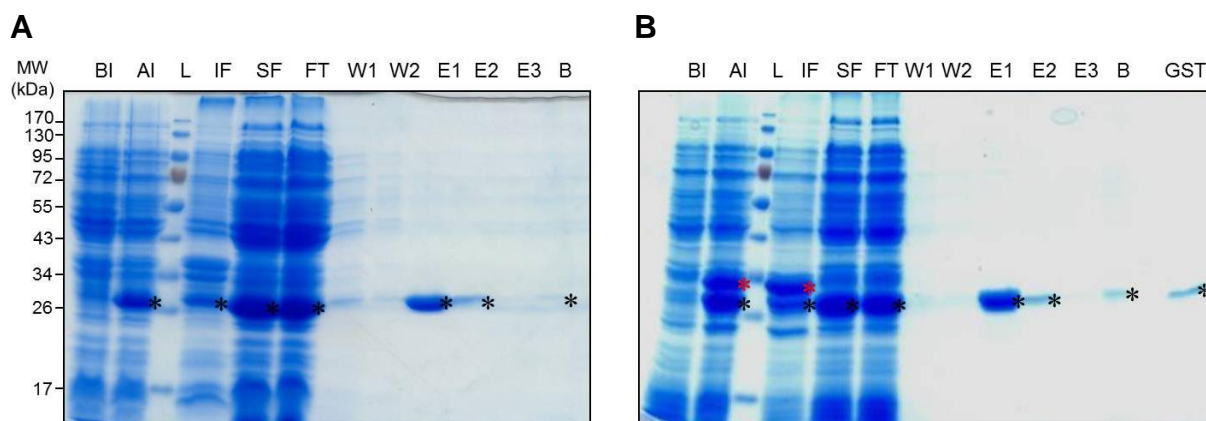 A
B
MW
(kDa)
BI AI L IF SF FT W1 W2 E1 E2 E3 B
BI AI L IF SF FT W1 W2 E1 E2 E3 B GST
170
130
95
72
55
43
34
26
17
* * * * * * *
* * * * * * * * * *